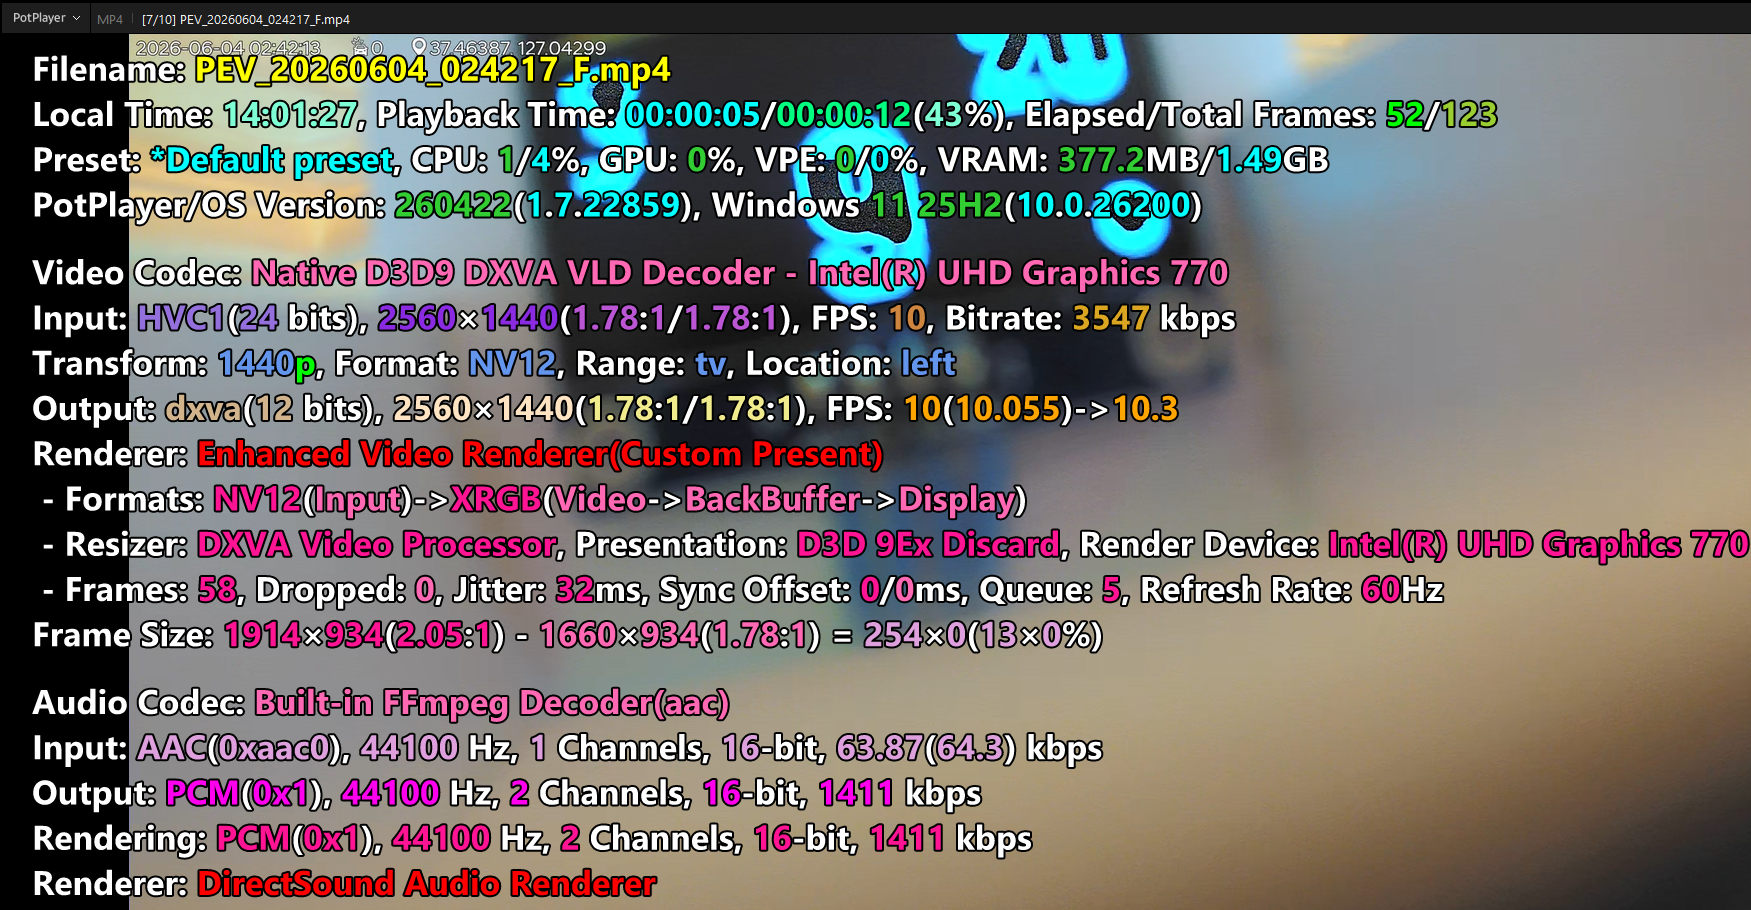 PotPlayer MP4 [7/10] PEV_20260604_024217_F.mp4
2026-06-04 02:42:13 0 37.46387, 127.04299
Filename: PEV_20260604_024217_F.mp4
Local Time: 14:01:27, Playback Time: 00:00:05/00:00:12(43%), Elapsed/Total Frames: 52/123
Preset: *Default preset, CPU: 1/4%, GPU: 0%, VPE: 0/0%, VRAM: 377.2MB/1.49GB
PotPlayer/OS Version: 260422(1.7.22859), Windows 11 25H2(10.0.26200)
Video Codec: Native D3D9 DXVA VLD Decoder - Intel(R) UHD Graphics 770
Input: HVC1(24 bits), 2560×1440(1.78:1/1.78:1), FPS: 10, Bitrate: 3547 kbps
Transform: 1440p, Format: NV12, Range: tv, Location: left
Output: dxva(12 bits), 2560×1440(1.78:1/1.78:1), FPS: 10(10.055)->10.3
Renderer: Enhanced Video Renderer(Custom Present)
- Formats: NV12(Input)->XRGB(Video->BackBuffer->Display)
- Resizer: DXVA Video Processor, Presentation: D3D 9Ex Discard, Render Device: Intel(R) UHD Graphics 770
- Frames: 58, Dropped: 0, Jitter: 32ms, Sync Offset: 0/0ms, Queue: 5, Refresh Rate: 60Hz
Frame Size: 1914×934(2.05:1) - 1660×934(1.78:1) = 254×0(13×0%)
Audio Codec: Built-in FFmpeg Decoder(aac)
Input: AAC(0xaac0), 44100 Hz, 1 Channels, 16-bit, 63.87(64.3) kbps
Output: PCM(0x1), 44100 Hz, 2 Channels, 16-bit, 1411 kbps
Rendering: PCM(0x1), 44100 Hz, 2 Channels, 16-bit, 1411 kbps
Renderer: DirectSound Audio Renderer